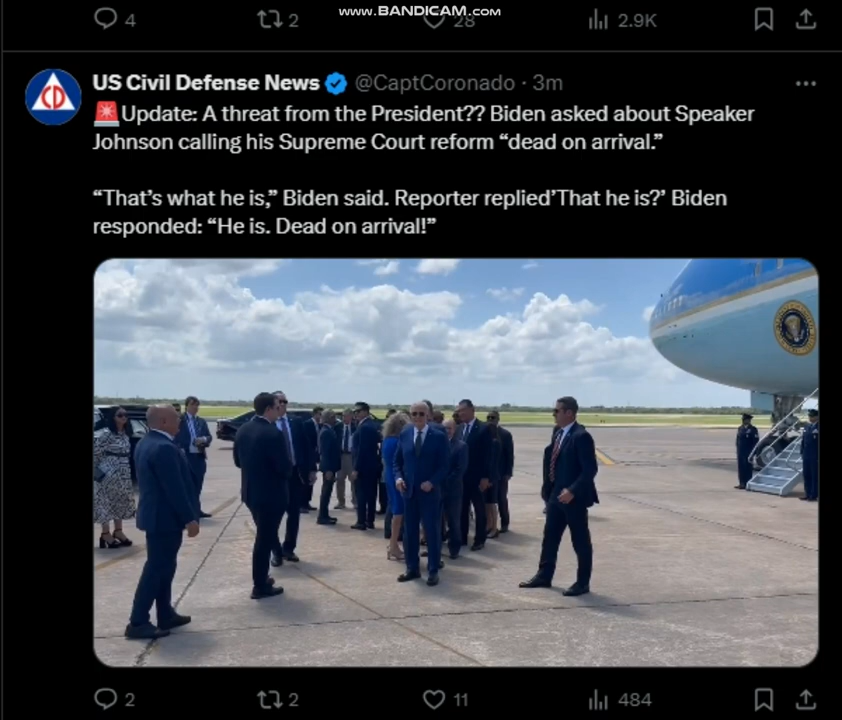 www.BANDICAM.com
4 2 28 2.9K
CD
US Civil Defense News @CaptCoronado · 3m
🚨Update: A threat from the President?? Biden asked about Speaker
Johnson calling his Supreme Court reform “dead on arrival.”
“That’s what he is,” Biden said. Reporter replied’That he is?’ Biden
responded: “He is. Dead on arrival!”
2 2 11 484